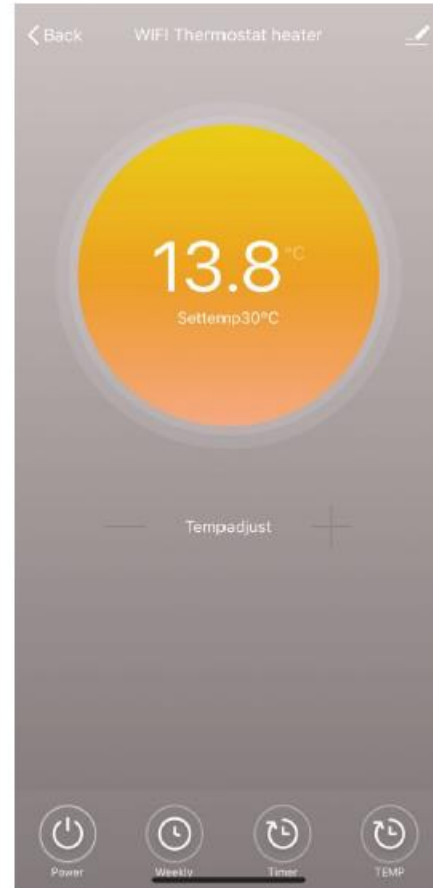 Back WIFI Thermostat heater
13.8 °C
Settemp30°C
Tempadjust
Power Weekly Timer TEMP